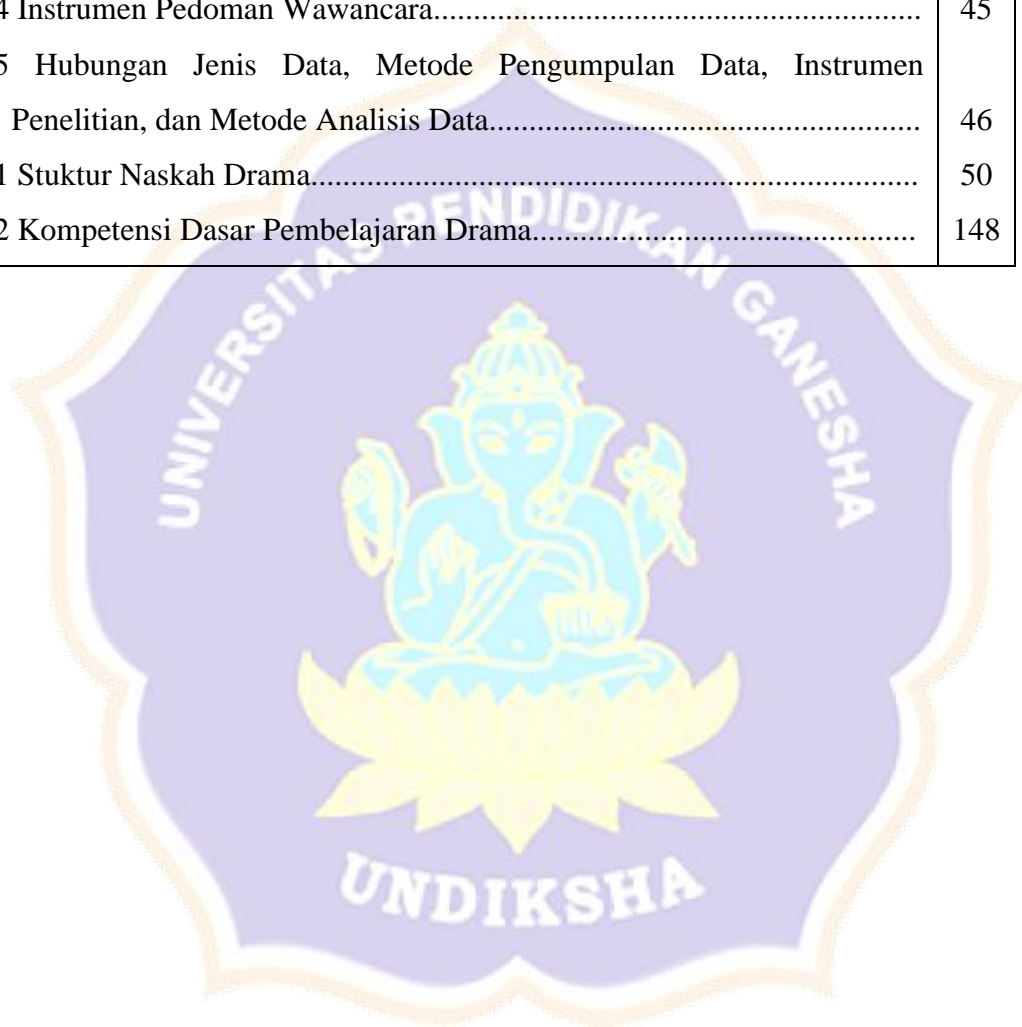 4 Instrumen Pedoman Wawancara...................................................... 45
5 Hubungan Jenis Data, Metode Pengumpulan Data, Instrumen
Penelitian, dan Metode Analisis Data.................................................... 46
1 Stuktur Naskah Drama......................................................................... 50
2 Kompetensi Dasar Pembelajaran Drama.............................................. 148
UNIVERSITAS PENDIDIKAN GANESHA
UNDIKSHA